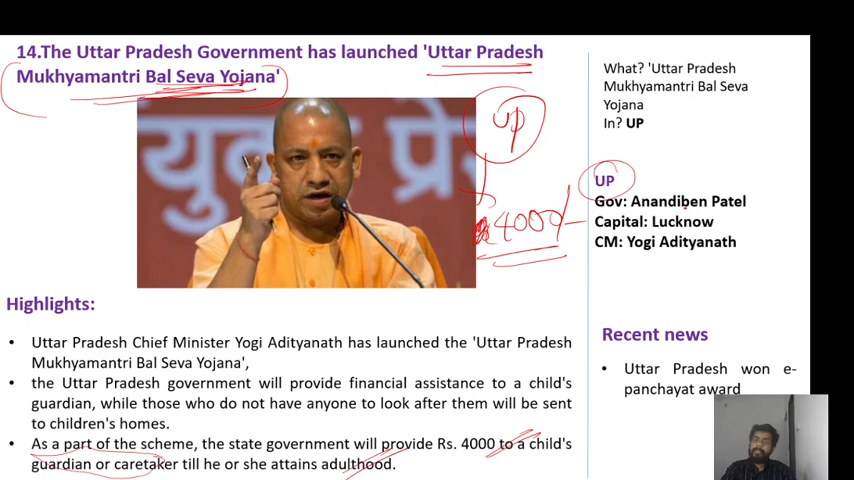 14.The Uttar Pradesh Government has launched 'Uttar Pradesh
Mukhyamantri Bal Seva Yojana'
up
4000/-
What? 'Uttar Pradesh
Mukhyamantri Bal Seva
Yojana
In? UP
UP
Gov: Anandiben Patel
Capital: Lucknow
CM: Yogi Adityanath
Highlights:
• Uttar Pradesh Chief Minister Yogi Adityanath has launched the 'Uttar Pradesh
Mukhyamantri Bal Seva Yojana',
• the Uttar Pradesh government will provide financial assistance to a child's
guardian, while those who do not have anyone to look after them will be sent
to children's homes.
• As a part of the scheme, the state government will provide Rs. 4000 to a child's
guardian or caretaker till he or she attains adulthood.
Recent news
• Uttar Pradesh won e-
panchayat award